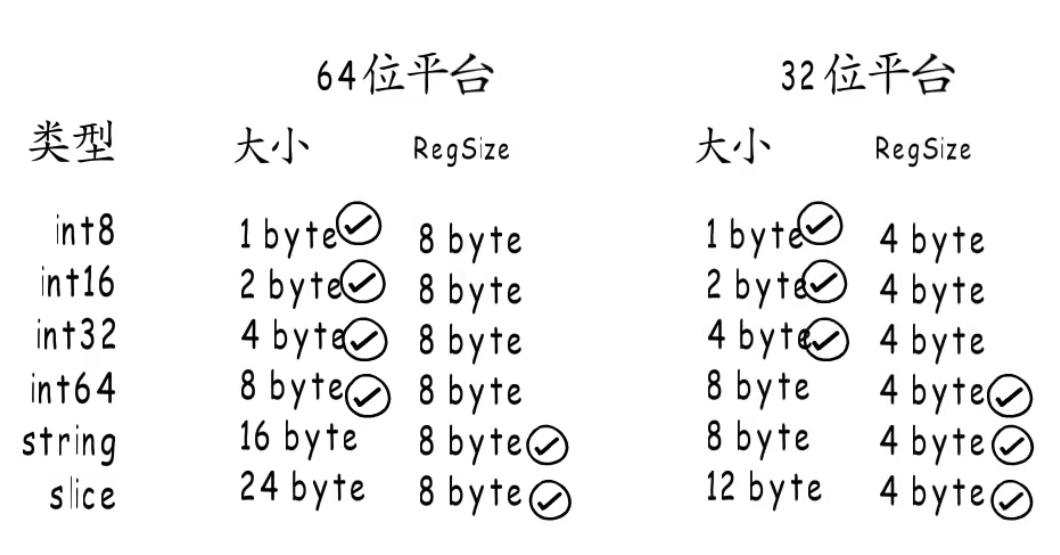 64位平台 32位平台
类型 大小 RegSize 大小 RegSize
int8 1 byte 8 byte 1 byte 4 byte
int16 2 byte 8 byte 2 byte 4 byte
int32 4 byte 8 byte 4 byte 4 byte
int64 8 byte 8 byte 8 byte 4 byte
string 16 byte 8 byte 8 byte 4 byte
slice 24 byte 8 byte 12 byte 4 byte